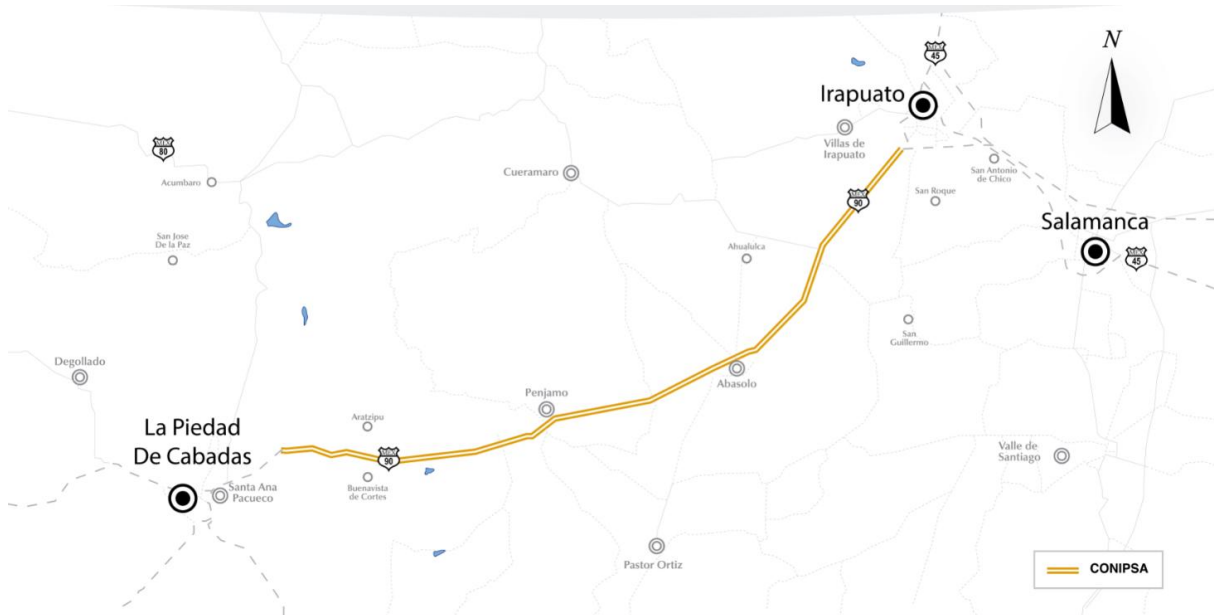 N
45
Irapuato
Villas de
Irapuato
80
Cueramaro
San Antonio
de Chico
Acumbaro
90
San Roque
Salamanca
San Jose
De la Paz
Ahualulca
45
San
Guillermo
Degollado
Abasolo
Penjamo
Aratzipu
La Piedad
De Cabadas
90
Valle de
Santiago
Santa Ana
Pacueco
Buenavista
de Cortes
Pastor Ortiz
CONIPSA